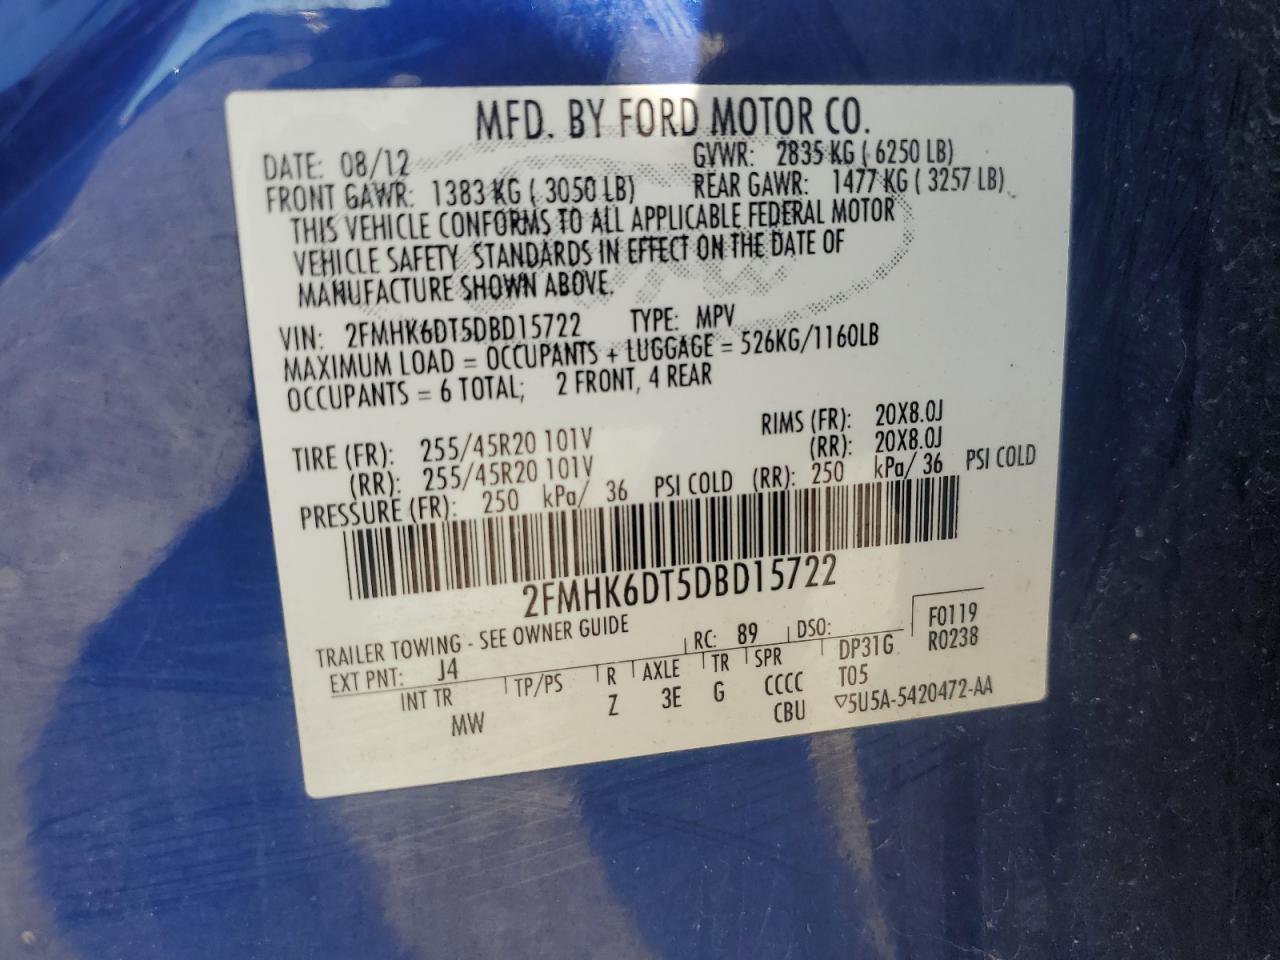 MFD. BY FORD MOTOR CO.
DATE: 08/12 GVWR: 2835 KG ( 6250 LB)
FRONT GAWR: 1383 KG ( 3050 LB) REAR GAWR: 1477 KG ( 3257 LB)
THIS VEHICLE CONFORMS TO ALL APPLICABLE FEDERAL MOTOR
VEHICLE SAFETY STANDARDS IN EFFECT ON THE DATE OF
MANUFACTURE SHOWN ABOVE.
VIN: 2FMHK6DT5DBD15722 TYPE: MPV
MAXIMUM LOAD = OCCUPANTS + LUGGAGE = 526KG/1160LB
OCCUPANTS = 6 TOTAL; 2 FRONT, 4 REAR
TIRE (FR): 255/45R20 101V RIMS (FR): 20X8.0J
(RR): 255/45R20 101V (RR): 20X8.0J
PRESSURE (FR): 250 kPa/ 36 PSI COLD (RR): 250 kPa/ 36 PSI COLD
2FMHK6DT5DBD15722
TRAILER TOWING - SEE OWNER GUIDE
EXT PNT: J4 RC: 89 DSO: F0119
R0238
INT TR TP/PS R AXLE TR SPR DP31G
MW Z 3E G CCCC T05
CBU ▽5U5A-5420472-AA